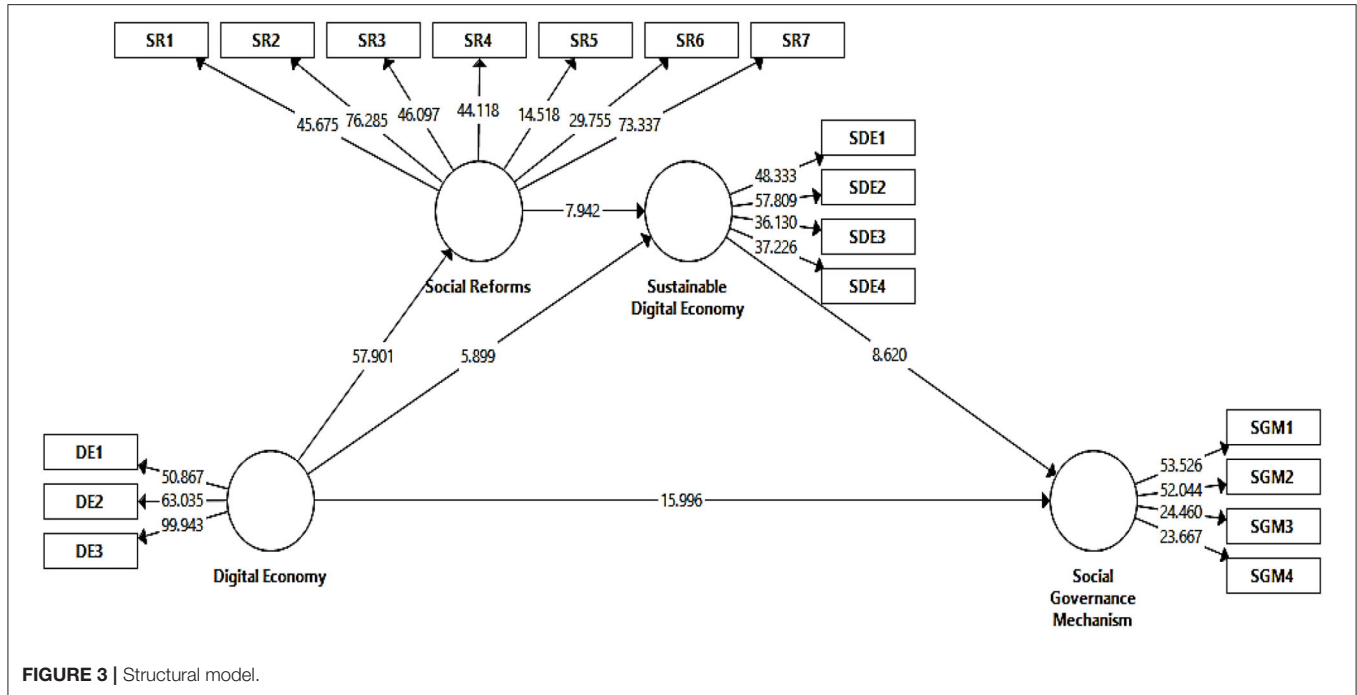 SR1 SR2 SR3 SR4 SR5 SR6 SR7
45.675 76.285 46.097 44.118 14.518 29.755 73.337
SDE1
48.333
SDE2
57.809
7.942
36.130
SDE3
37.226
SDE4
Social Reforms
Sustainable
Digital Economy
57.901
5.899
8.620
DE1
50.867
DE2
63.035
DE3
99.943
Digital Economy
15.996
SGM1
53.526
SGM2
52.044
24.460
SGM3
23.667
SGM4
Social
Governance
Mechanism
FIGURE 3 | Structural model.